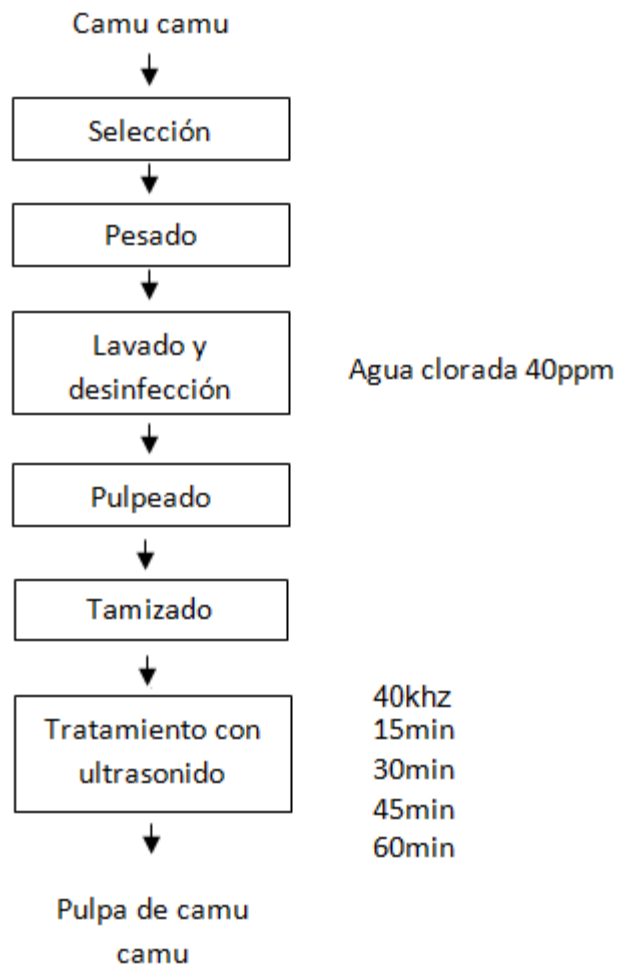 Camu camu
Selección
Pesado
Lavado y
desinfección
Agua clorada 40ppm
Pulpeado
Tamizado
Tratamiento con
ultrasonido
40khz
15min
30min
45min
60min
Pulpa de camu
camu